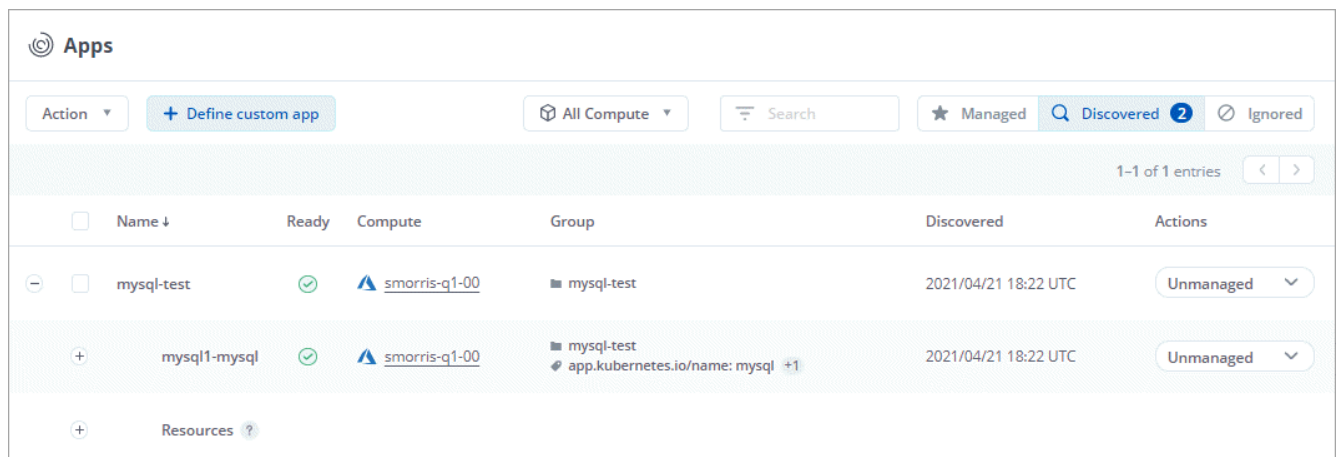 Apps
Action ▼ + Define custom app All Compute ▼ Search Managed Discovered 2 Ignored
1–1 of 1 entries < >
Name ↓ Ready Compute Group Discovered Actions
mysql-test smorris-q1-00 mysql-test 2021/04/21 18:22 UTC Unmanaged
mysql1-mysql smorris-q1-00 mysql-test 2021/04/21 18:22 UTC Unmanaged
app.kubernetes.io/name: mysql +1
Resources ?